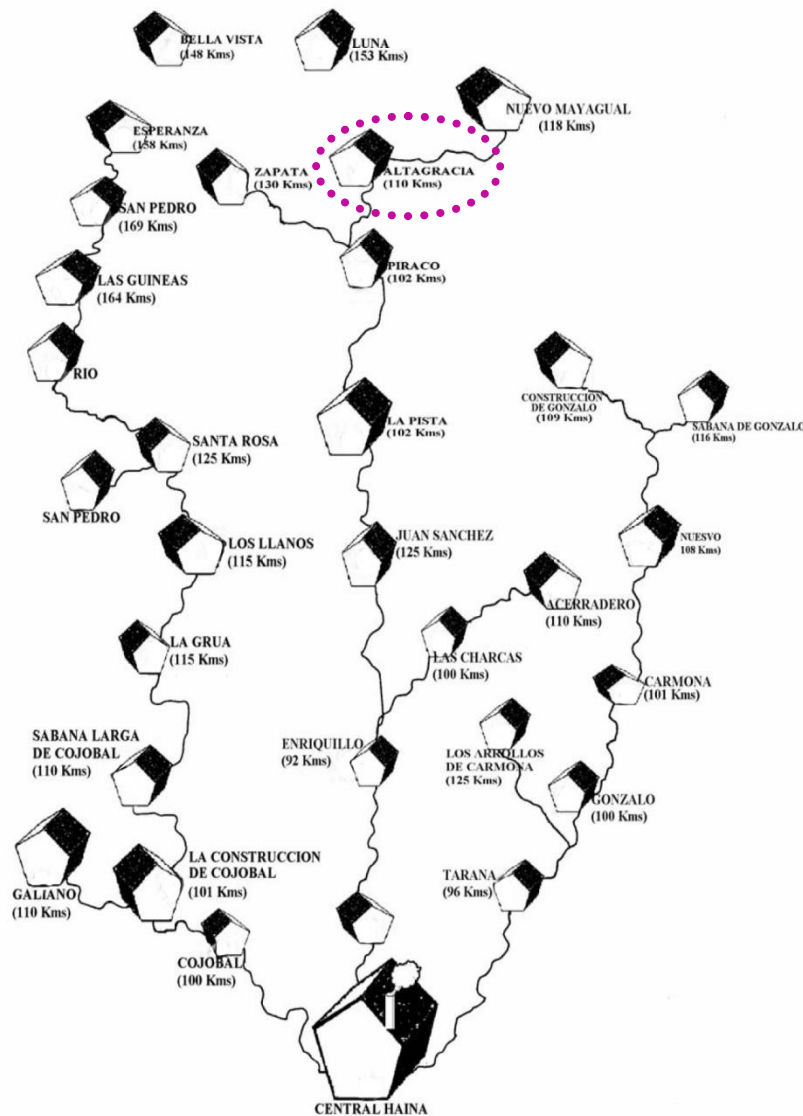 BELLA VISTA
(148 Kms)
LUNA
(153 Kms)
NUEVO MAYAGUAL
(118 Kms)
ESPERANZA
(158 Kms)
ZAPATA
(130 Kms)
ALTAGRACIA
(110 Kms)
SAN PEDRO
(169 Kms)
PIRACO
(102 Kms)
LAS GUINEAS
(164 Kms)
RIO
CONSTRUCCION
DE GONZALO
(109 Kms)
SABANA DE GONZALO
(116 Kms)
LA PISTA
(102 Kms)
SANTA ROSA
(125 Kms)
SAN PEDRO
LOS LLANOS
(115 Kms)
JUAN SANCHEZ
(125 Kms)
NUESVO
108 Kms)
ACERRADERO
(110 Kms)
LA GRUA
(115 Kms)
LAS CHARCAS
(100 Kms)
CARMONA
(101 Kms)
SABANA LARGA
DE COJOBAL
(110 Kms)
ENRIQUILLO
(92 Kms)
LOS ARROLLOS
DE CARMONA
(125 Kms)
GONZALO
(100 Kms)
GALIANO
(110 Kms)
LA CONSTRUCCION
DE COJOBAL
(101 Kms)
TARANA
(96 Kms)
COJOBAL
(100 Kms)
CENTRAL HAINA